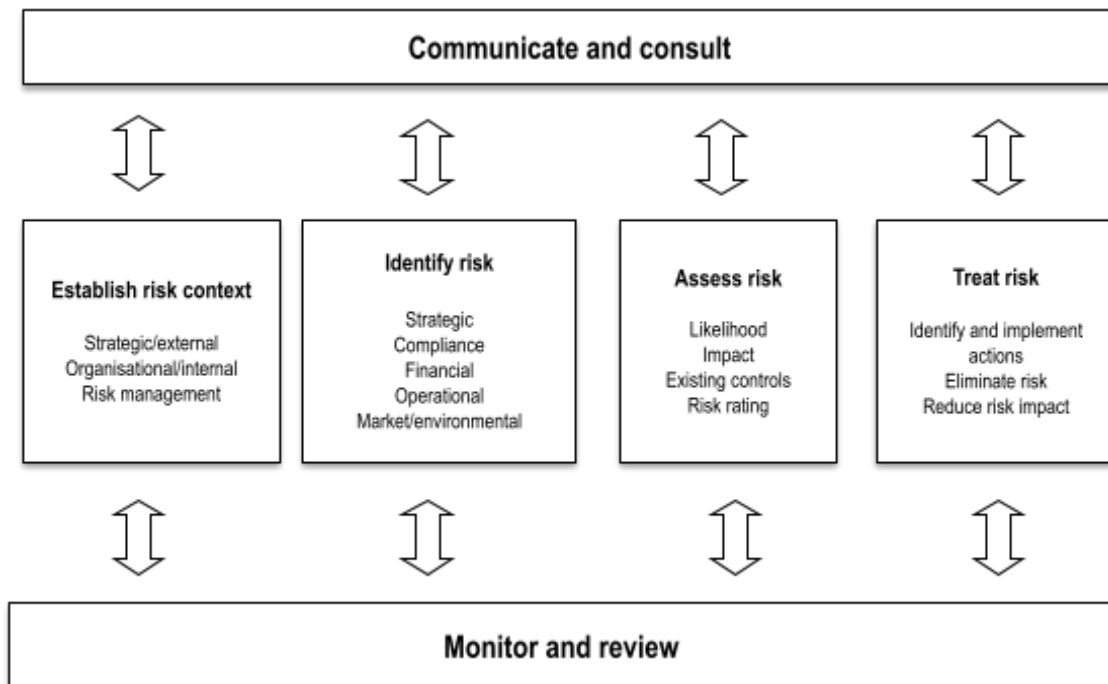 Communicate and consult
Establish risk context
Strategic/external
Organisational/internal
Risk management
Identify risk
Strategic
Compliance
Financial
Operational
Market/environmental
Assess risk
Likelihood
Impact
Existing controls
Risk rating
Treat risk
Identify and implement
actions
Eliminate risk
Reduce risk impact
Monitor and review